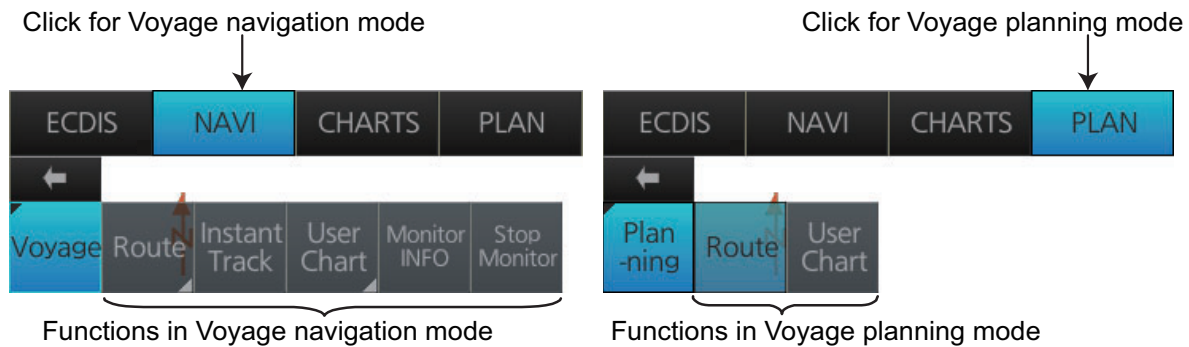 Click for Voyage navigation mode
Click for Voyage planning mode
ECDIS NAVI CHARTS PLAN
ECDIS NAVI CHARTS PLAN
Voyage Route Instant Track User Chart Monitor INFO Stop Monitor
Plan -ning Route User Chart
Functions in Voyage navigation mode
Functions in Voyage planning mode